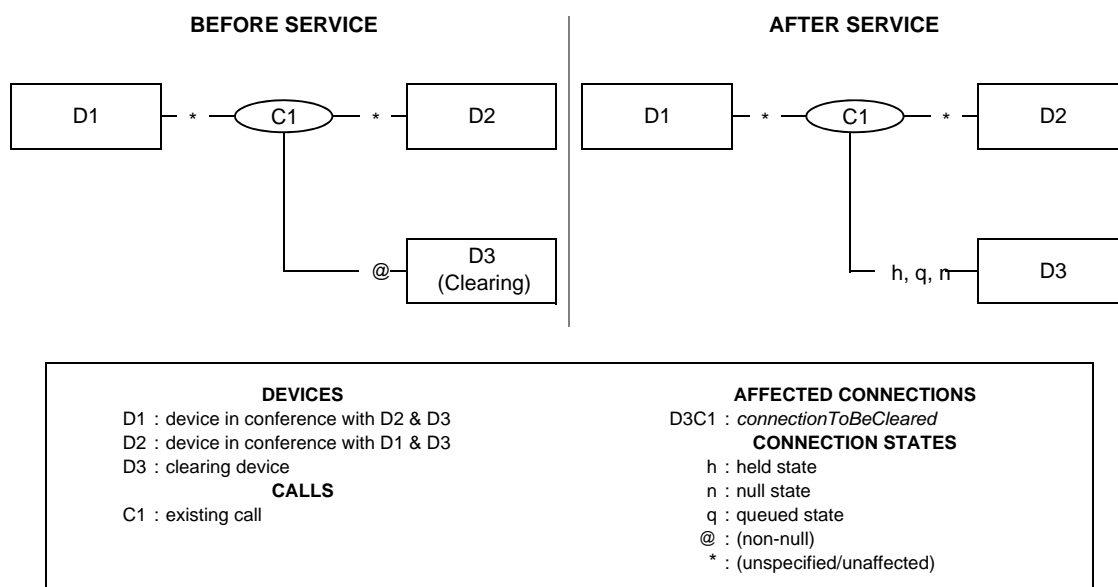 BEFORE SERVICE
D1
*
C1
*
D2
@
D3
(Clearing)
AFTER SERVICE
D1
*
C1
*
D2
h, q, n
D3
DEVICES
D1 : device in conference with D2 & D3
D2 : device in conference with D1 & D3
D3 : clearing device
CALLS
C1 : existing call
AFFECTED CONNECTIONS
D3C1 : connectionToBeCleared
CONNECTION STATES
h : held state
n : null state
q : queued state
@ : (non-null)
* : (unspecified/unaffected)